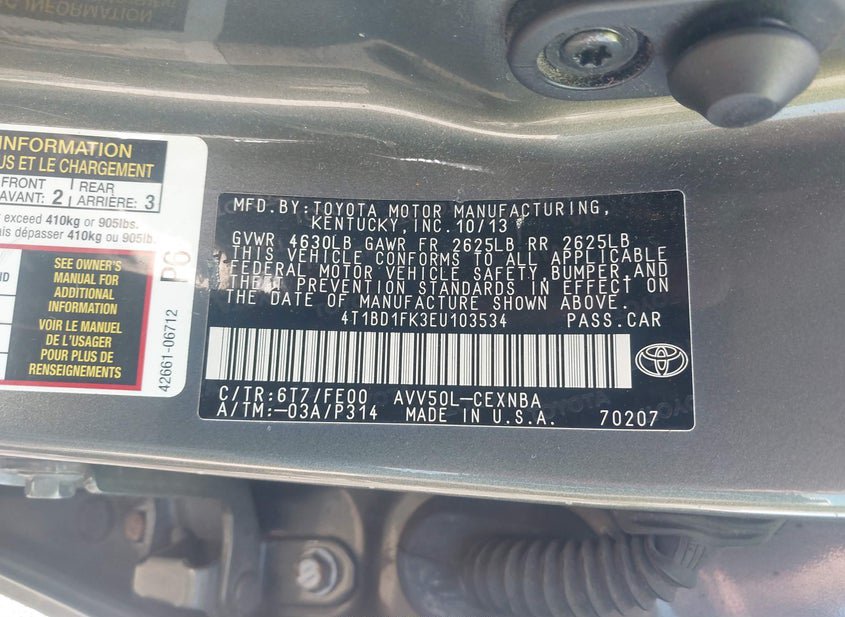 INFORMATION
INFORMATION
US ET LE CHARGEMENT
FRONT
AVANT: 2
REAR
ARRIÈRE: 3
exceed 410kg or 905lbs.
ais dépasser 410kg ou 905lb.
SEE OWNER'S
MANUAL FOR
ADDITIONAL
INFORMATION
VOIR LE MANUEL
DE L'USAGER
POUR PLUS DE
RENSEIGNEMENTS
P6
42661-06712
MFD.BY:TOYOTA MOTOR MANUFACTURING,
KENTUCKY,INC.10/13
GVWR 4630LB GAWR FR 2625LB RR 2625LB
THIS VEHICLE CONFORMS TO ALL APPLICABLE
FEDERAL MOTOR VEHICLE SAFETY,BUMPER,AND
THEFT PREVENTION STANDARDS IN EFFECT ON
THE DATE OF MANUFACTURE SHOWN ABOVE.
4T1BD1FK3EU103534 PASS.CAR
C/TR:6T7/FE00 AVV50L-CEXNBA
A/TM:-03A/P314 MADE IN U.S.A. 70207